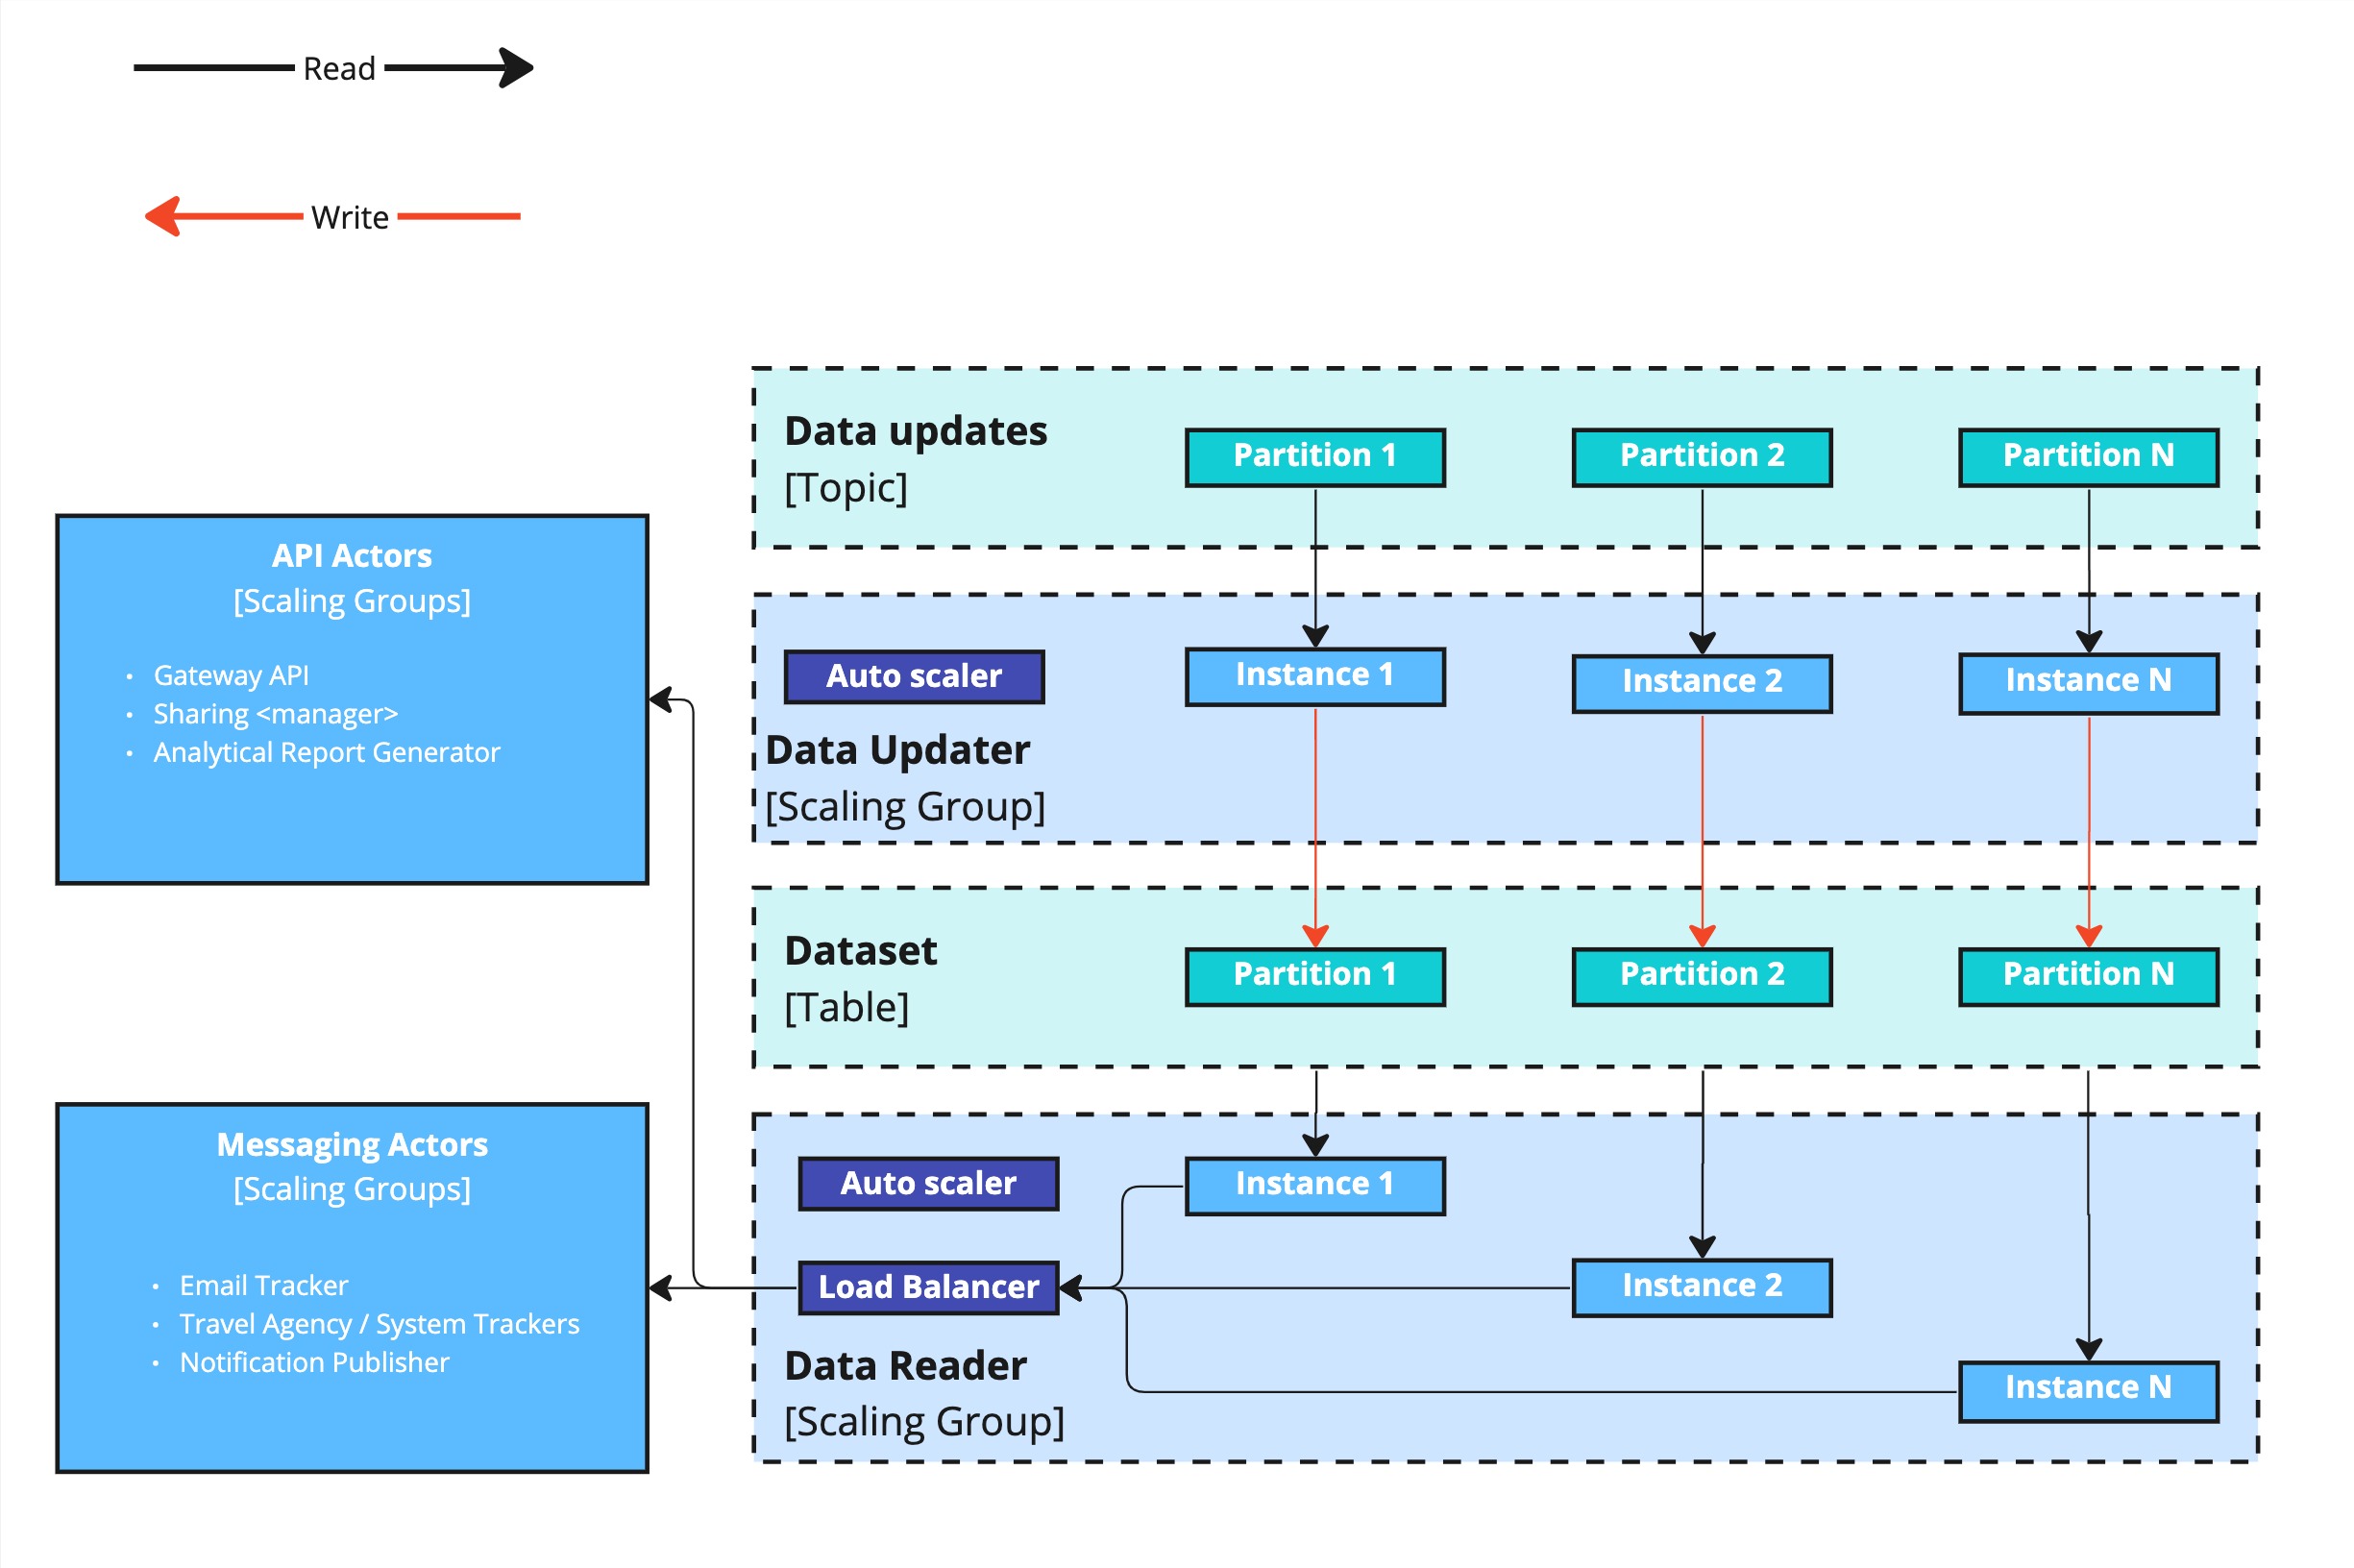 Read
Write
Data updates
[Topic]
Partition 1
Partition 2
Partition N
API Actors
[Scaling Groups]
• Gateway API
• Sharing <manager>
• Analytical Report Generator
Auto scaler
Instance 1
Instance 2
Instance N
Data Updater
[Scaling Group]
Dataset
[Table]
Partition 1
Partition 2
Partition N
Messaging Actors
[Scaling Groups]
• Email Tracker
• Travel Agency / System Trackers
• Notification Publisher
Auto scaler
Instance 1
Load Balancer
Instance 2
Data Reader
[Scaling Group]
Instance N